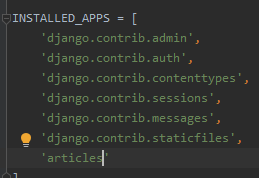 INSTALLED_APPS = [
'django.contrib.admin',
'django.contrib.auth',
'django.contrib.contenttypes',
'django.contrib.sessions',
'django.contrib.messages',
'django.contrib.staticfiles',
'articles'
]